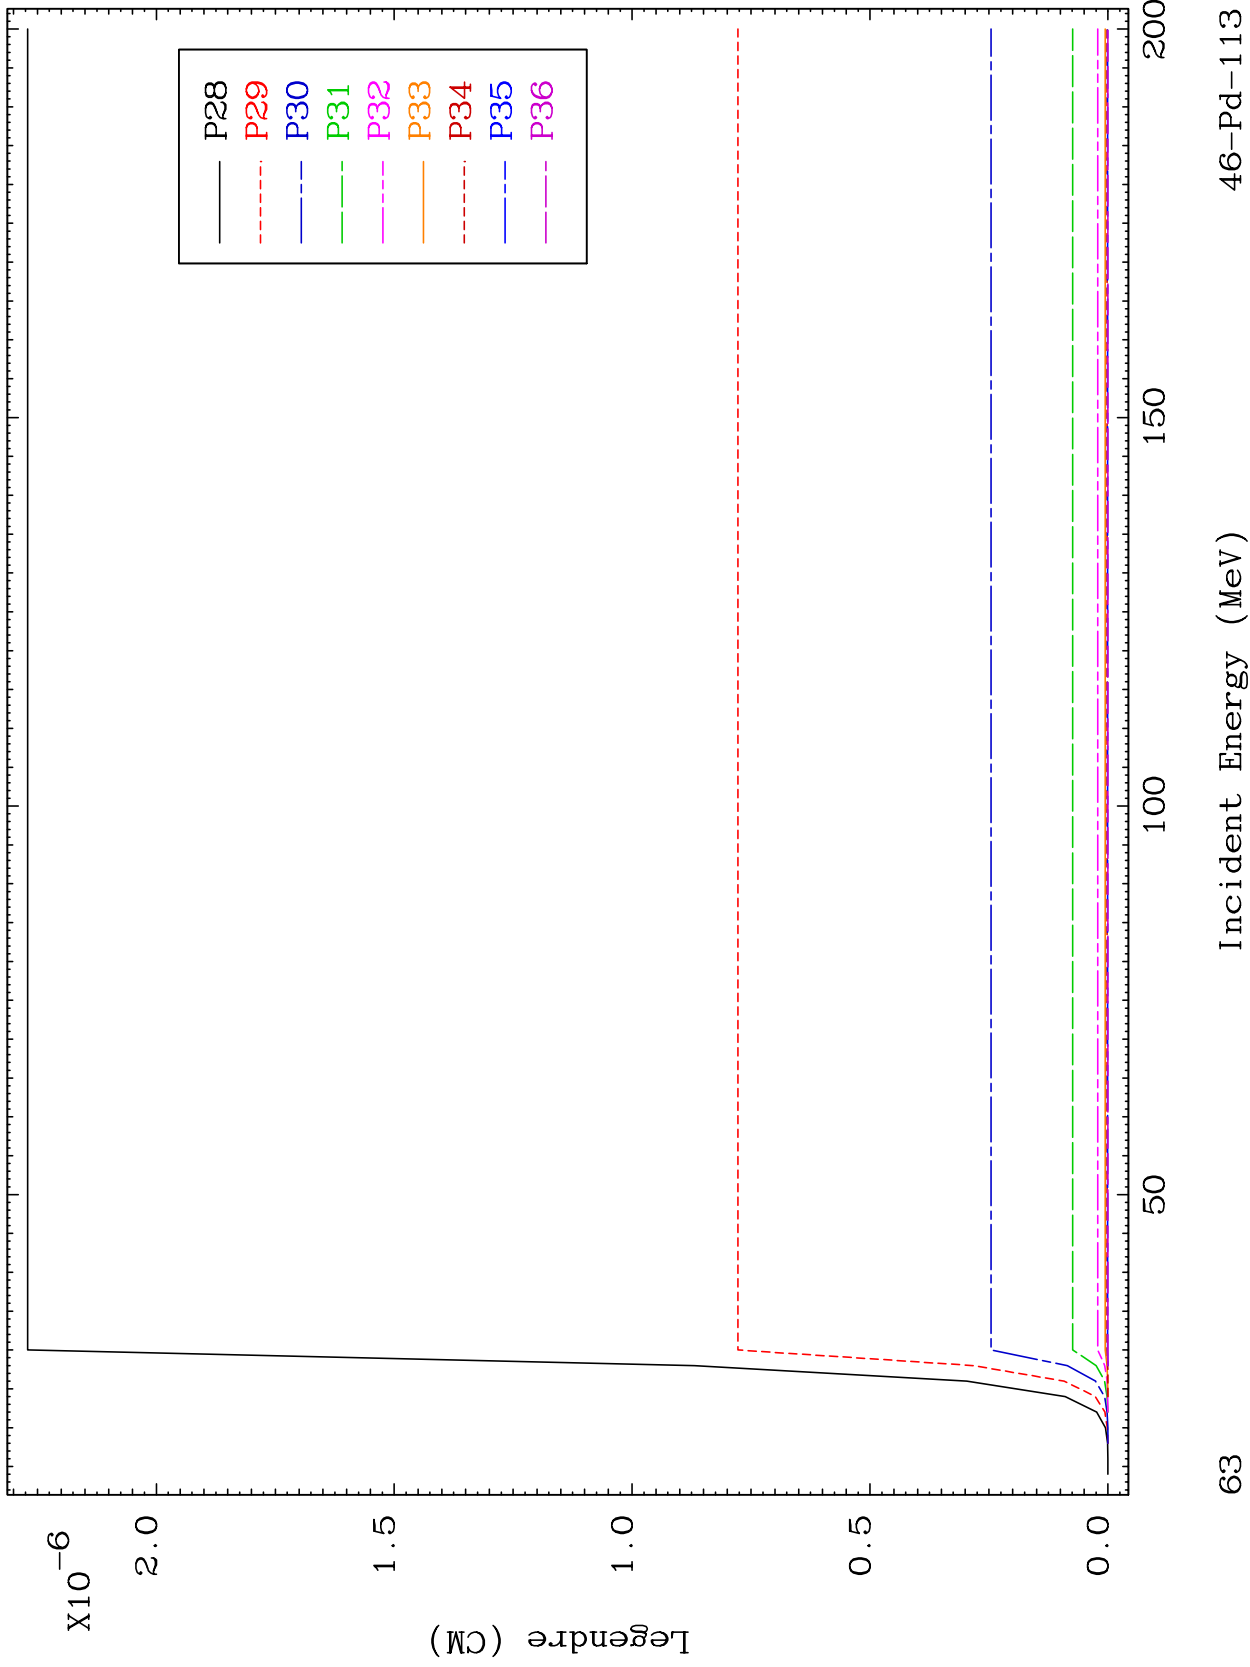 X10-6
2.0
1.5
1.0
0.5
0.0
Legendre (CM)
P28
P29
P30
P31
P32
P33
P34
P35
P36
50
100
150
200
Incident Energy (MeV)
63
46-Pd-113